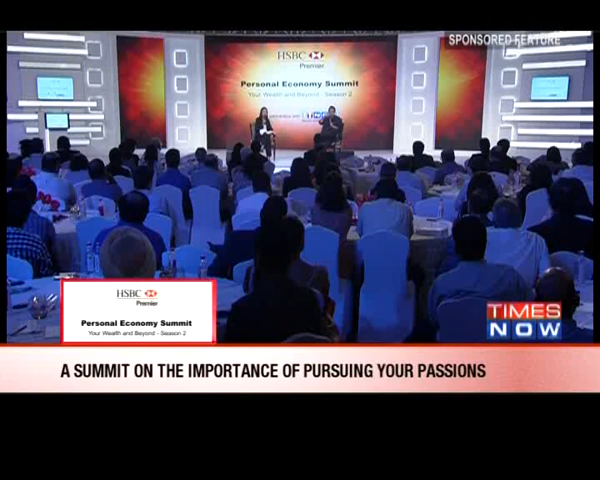 SPONSORED FEATURE
HSBC
Premier
Personal Economy Summit
Your Wealth and Beyond - Season 2
HSBC
Premier
Personal Economy Summit
Your Wealth and Beyond - Season 2
TIMES
NOW
A SUMMIT ON THE IMPORTANCE OF PURSUING YOUR PASSIONS